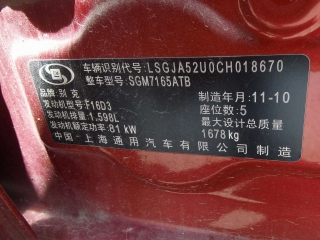 车辆识别代号: LSGJA52U0CH018670
整车型号: SGM7165ATB
品牌: 别克
制造年月: 11-10
发动机型号: F16D3
座位数: 5
发动机排量: 1.598L
最大设计总质量
发动机额定功率: 81 kW
1678 kg
中国·上海通用汽车有限公司制造